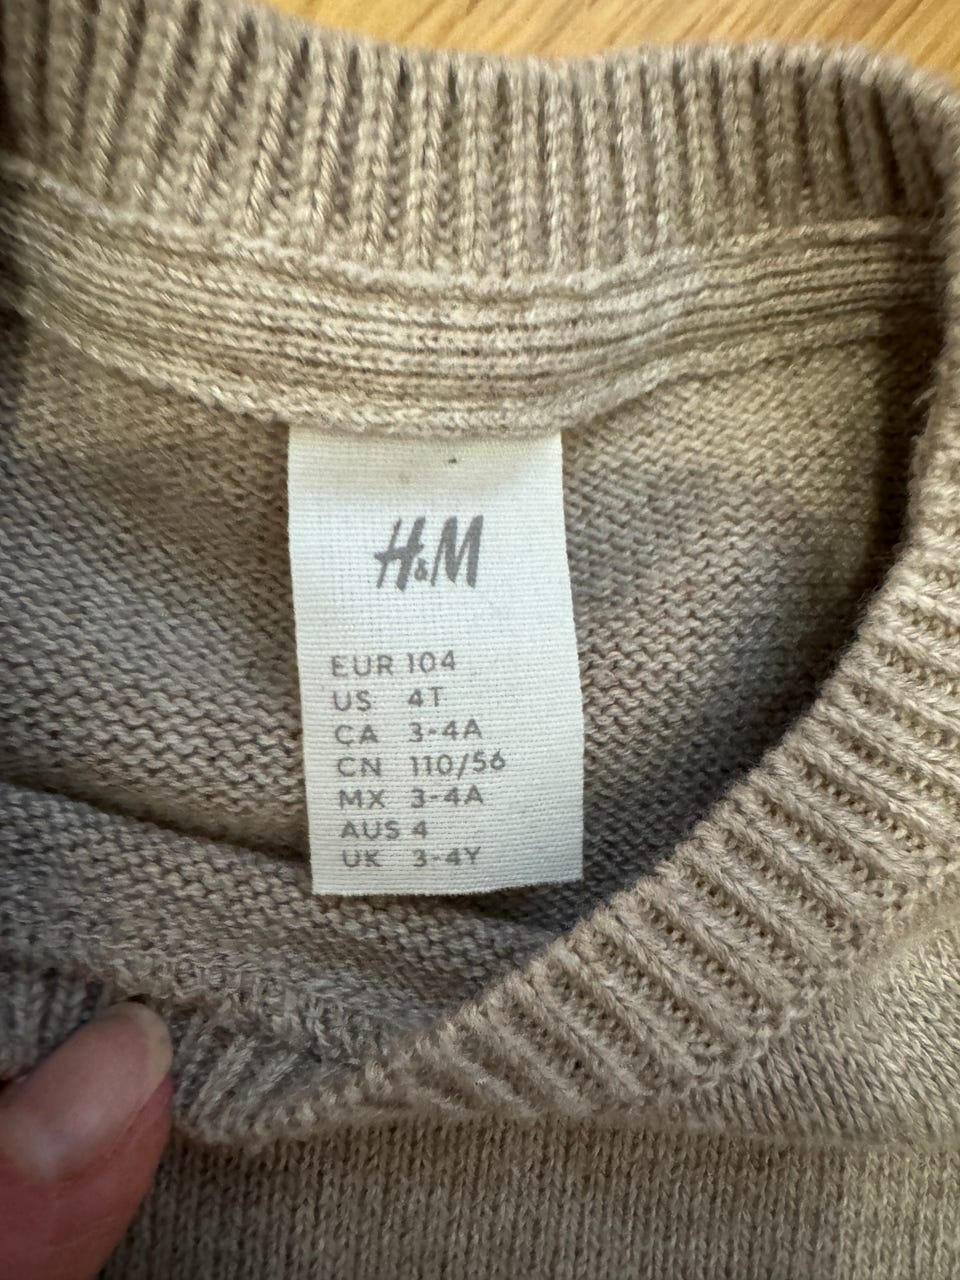 H&M
EUR 104
US 4T
CA 3-4A
CN 110/56
MX 3-4A
AUS 4
UK 3-4Y